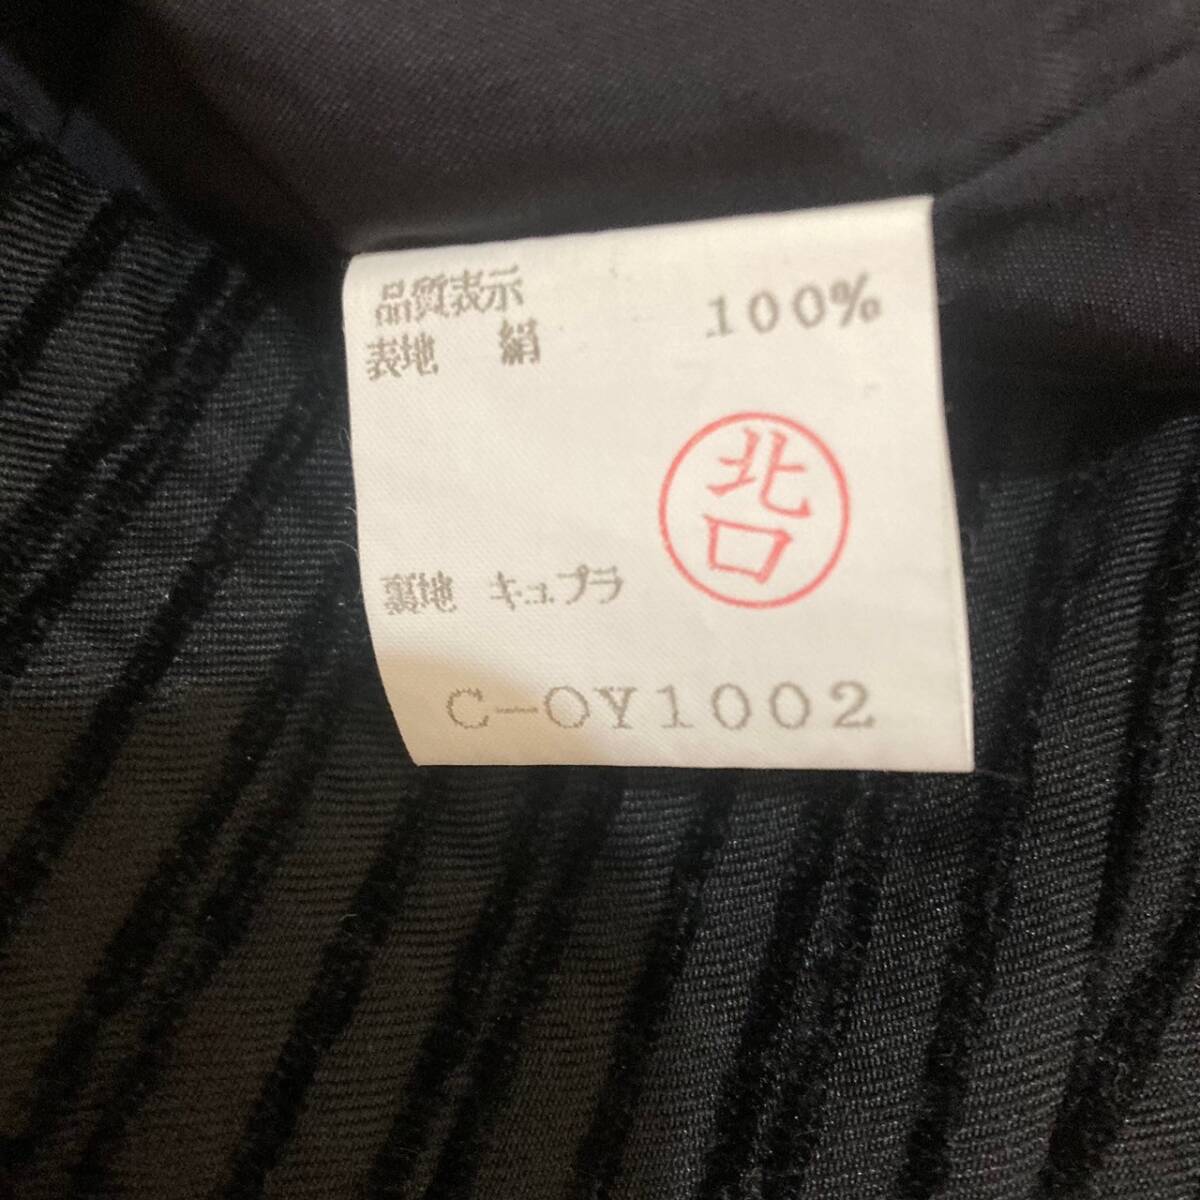 品質表示
表地 絹 100%
北口
裏地 キュプラ
C-OY1002